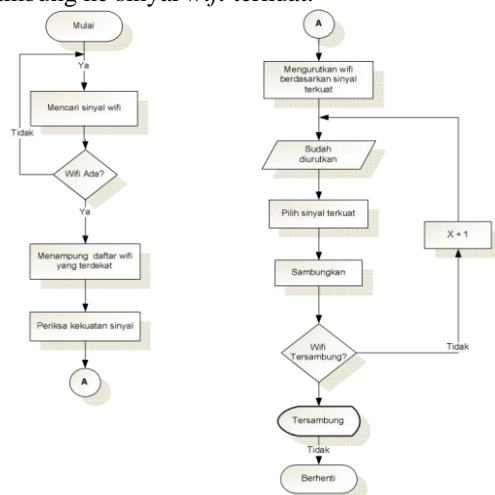 ke sinyal wifi terkuat.
Mulai
Ya
Mencari sinyal wifi
Tidak
Wifi Ada?
Ya
Menampung daftar wifi
yang terdekat
Periksa kekuatan sinyal
A
A
Mengurutkan wifi
berdasarkan sinyal
terkuat
Sudah
diurutkan
Pilih sinyal terkuat
X + 1
Sambungkan
Wifi
Tersambung?
Tidak
Tersambung
Tidak
Berhenti